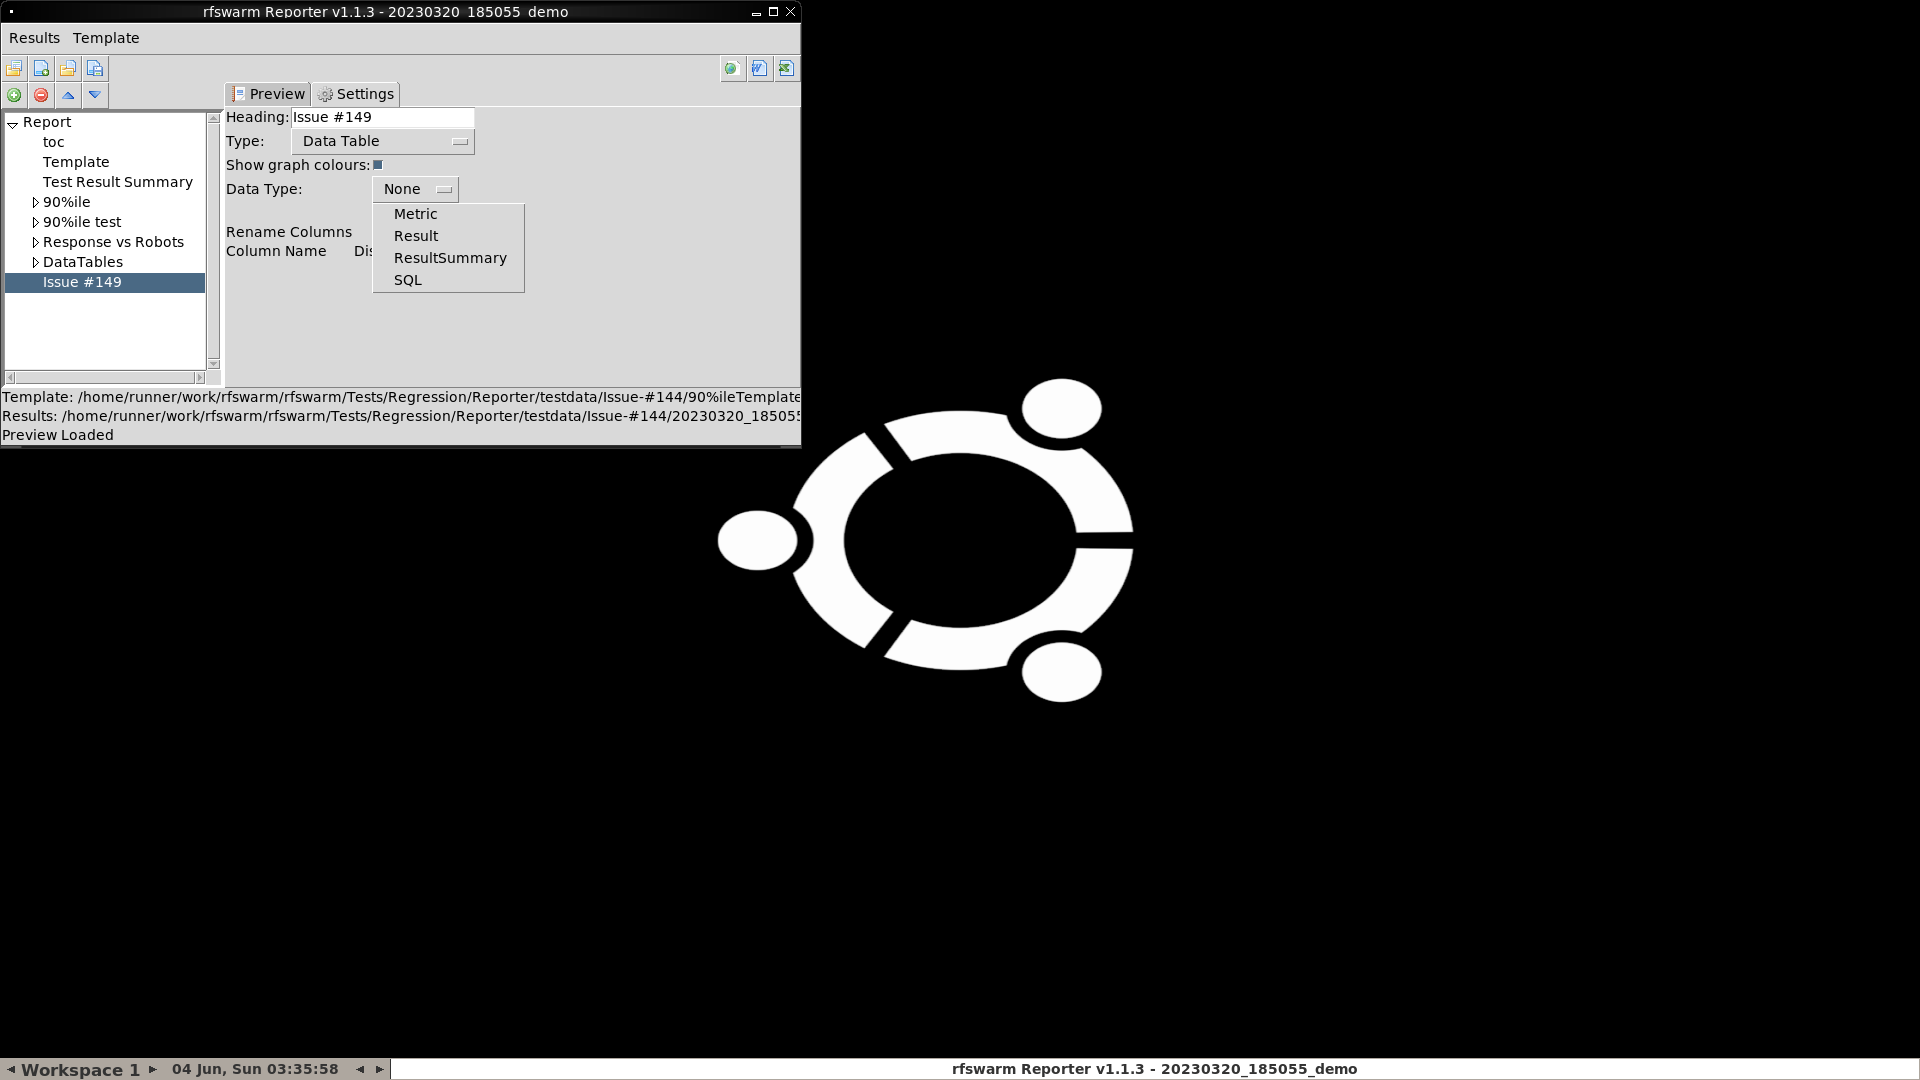 rfswarm Reporter v1.1.3 - 20230320_185055_demo
Results Template
Preview Settings
Report
toc
Template
Test Result Summary
90%ile
90%ile test
Response vs Robots
DataTables
Issue #149
Heading: Issue #149
Type: Data Table
Show graph colours:
Data Type: None
Metric
Result
ResultSummary
SQL
Rename Columns
Column Name Dis
Template: /home/runner/work/rfswarm/rfswarm/Tests/Regression/Reporter/testdata/Issue-#144/90%ileTemplate
Results: /home/runner/work/rfswarm/rfswarm/Tests/Regression/Reporter/testdata/Issue-#144/20230320_185055
Preview Loaded
Workspace 1 04 Jun, Sun 03:35:58 rfswarm Reporter v1.1.3 - 20230320_185055_demo